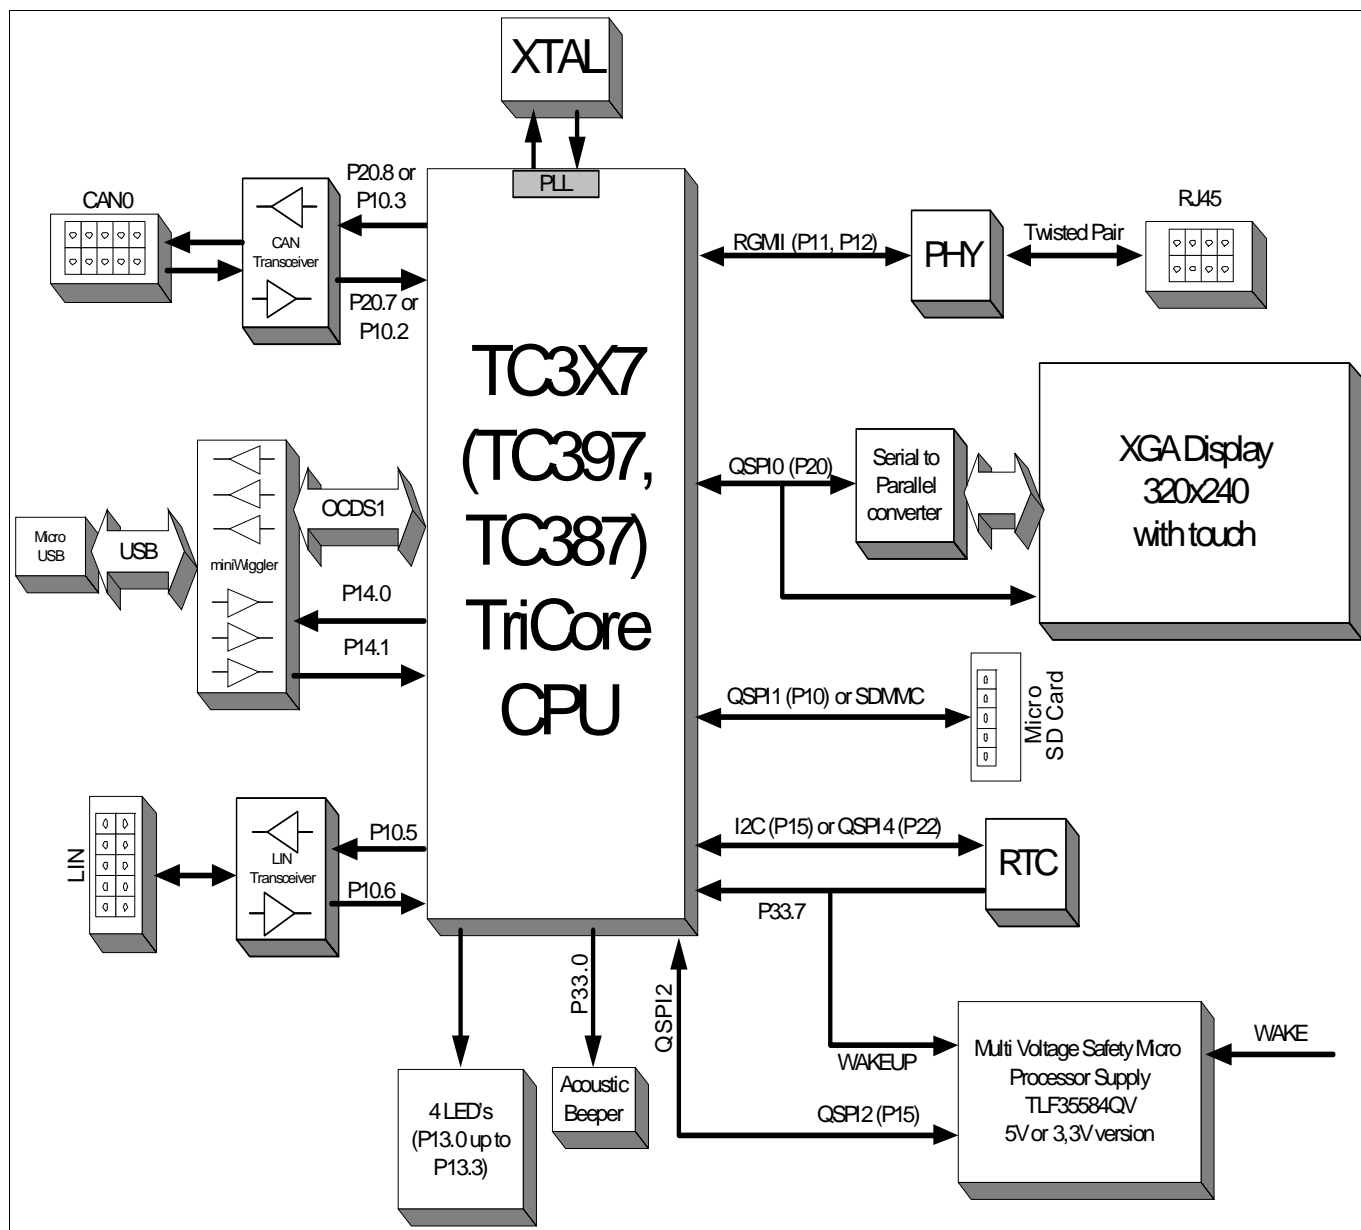 XTAL
PLL
P20.8 or
P10.3
CAN0
CAN
Transceiver
P20.7 or
P10.2
RGMII (P11, P12)
PHY
Twisted Pair
RJ45
TC3X7
(TC397,
TC387)
TriCore
CPU
Micro
USB
USB
miniWiggler
OCDS1
P14.0
P14.1
QSPI0 (P20)
Serial to
Parallel
converter
XGA Display
320x240
with touch
QSPI1 (P10) or SDMMC
Micro
SD Card
LIN
LIN
Transceiver
P10.5
P10.6
I2C (P15) or QSPI4 (P22)
RTC
P33.7
P33.0
QSPI2
4 LED's
(P13.0 up to
P13.3)
Acoustic
Beeper
WAKEUP
QSPI2 (P15)
Multi Voltage Safety Micro
Processor Supply
TLF35584QV
5V or 3,3V version
WAKE